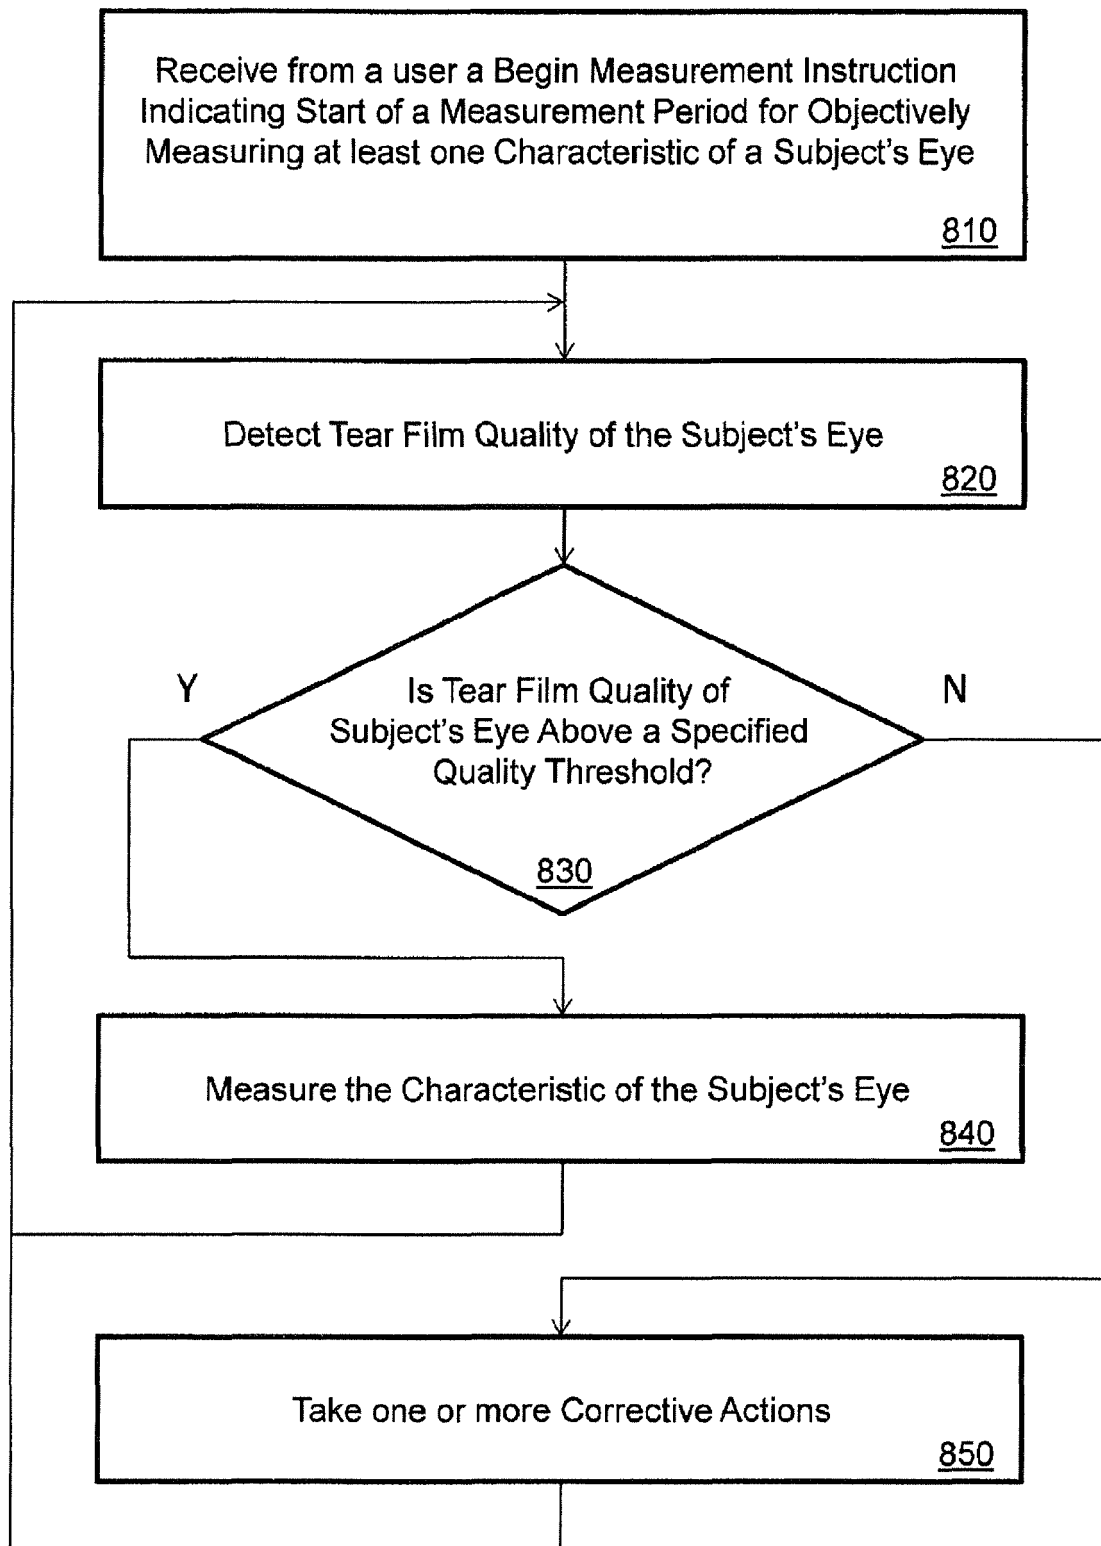 Receive from a user a Begin Measurement Instruction
Indicating Start of a Measurement Period for Objectively
Measuring at least one Characteristic of a Subject's Eye
810
Detect Tear Film Quality of the Subject's Eye
820
Y
N
Is Tear Film Quality of
Subject's Eye Above a Specified
Quality Threshold?
830
Measure the Characteristic of the Subject's Eye
840
Take one or more Corrective Actions
850